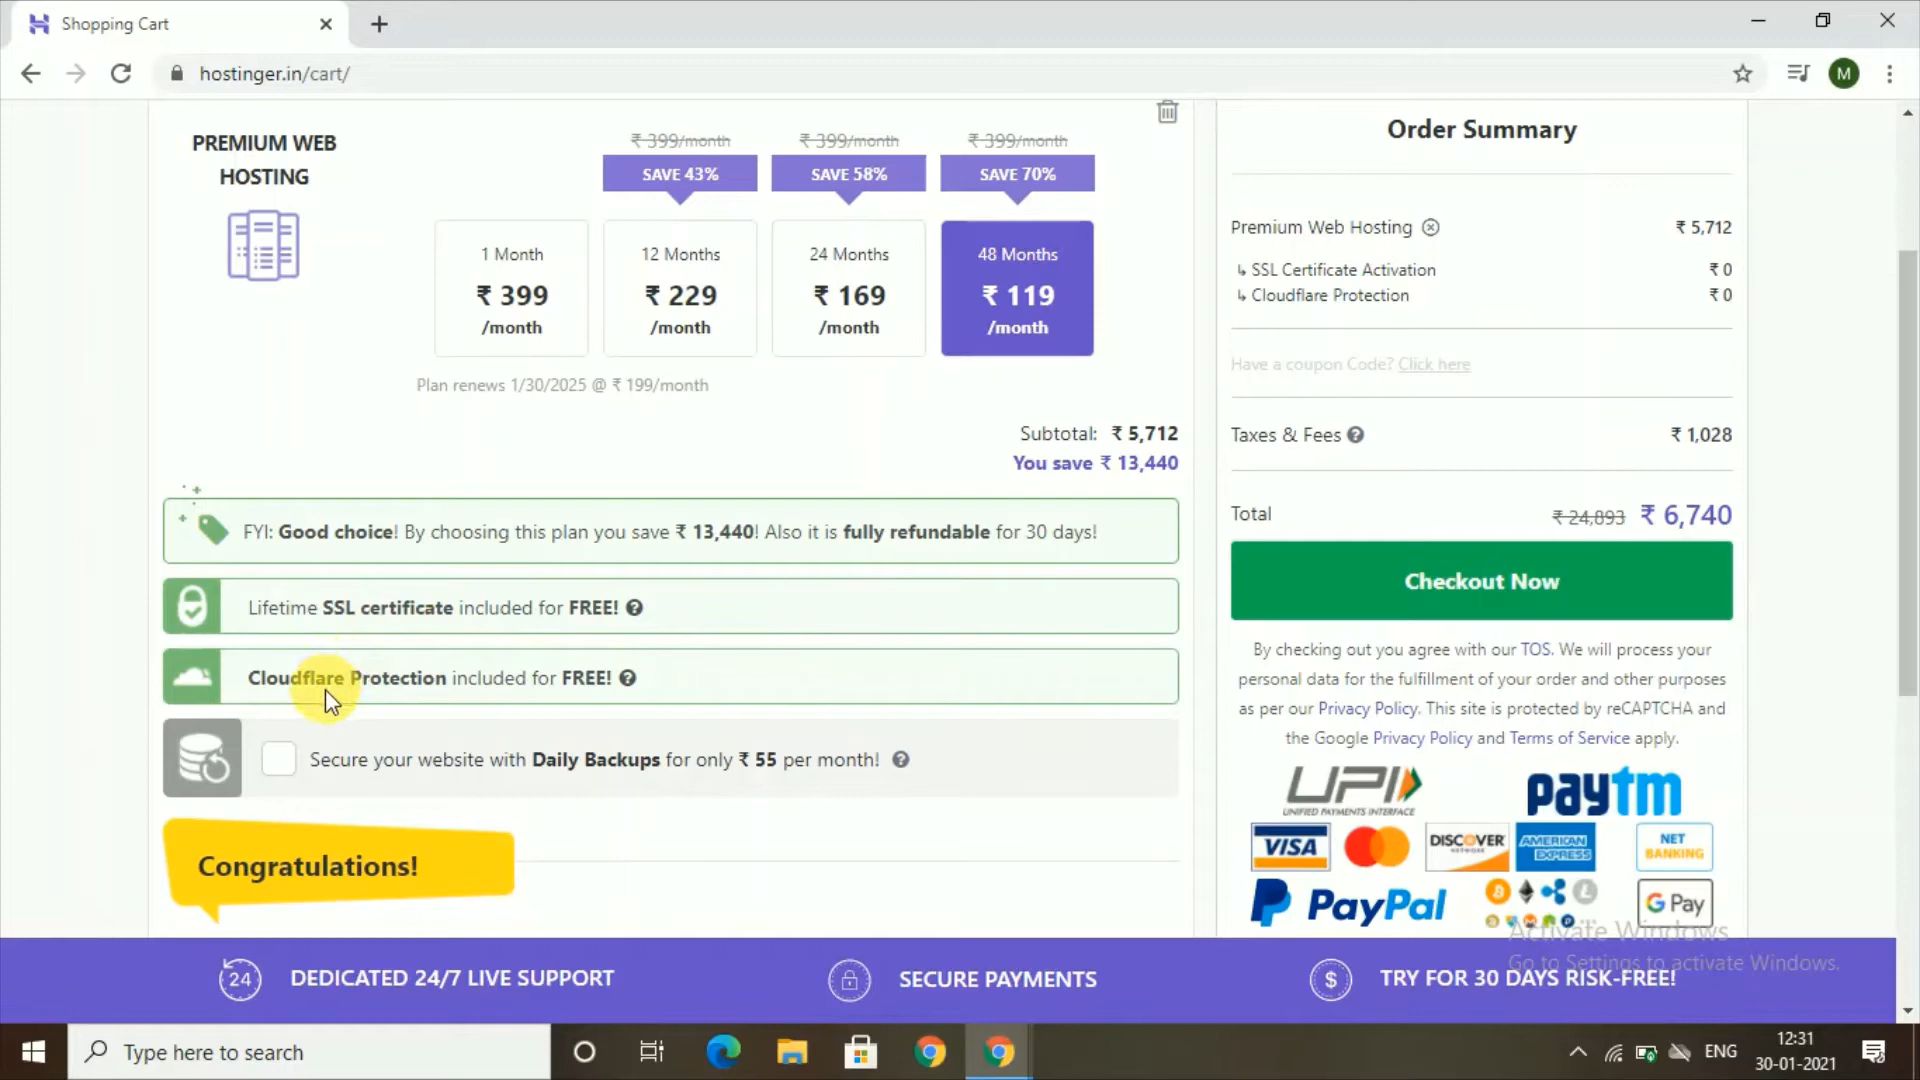 Shopping Cart
hostinger.in/cart/
M
PREMIUM WEB
HOSTING
₹ 399/month
₹ 399/month
₹ 399/month
SAVE 43%
SAVE 58%
SAVE 70%
1 Month
₹ 399
/month
12 Months
₹ 229
/month
24 Months
₹ 169
/month
48 Months
₹ 119
/month
Plan renews 1/30/2025 @ ₹ 199/month
Subtotal: ₹ 5,712
You save ₹ 13,440
FYI: Good choice! By choosing this plan you save ₹ 13,440! Also it is fully refundable for 30 days!
Lifetime SSL certificate included for FREE!
Cloudflare Protection included for FREE!
Secure your website with Daily Backups for only ₹ 55 per month!
Congratulations!
Order Summary
Premium Web Hosting ₹ 5,712
↳ SSL Certificate Activation ₹ 0
↳ Cloudflare Protection ₹ 0
Have a coupon Code? Click here
Taxes & Fees ₹ 1,028
Total ₹ 24,893 ₹ 6,740
Checkout Now
By checking out you agree with our TOS. We will process your
personal data for the fulfillment of your order and other purposes
as per our Privacy Policy. This site is protected by reCAPTCHA and
the Google Privacy Policy and Terms of Service apply.
UPI
UNIFIED PAYMENTS INTERFACE
paytm
VISA
DISCOVER
NETWORK
AMERICAN
EXPRESS
NET
BANKING
PayPal
G Pay
Activate Windows
Go to Settings to activate Windows.
24
DEDICATED 24/7 LIVE SUPPORT
SECURE PAYMENTS
$
TRY FOR 30 DAYS RISK-FREE!
Type here to search
ENG
12:31
30-01-2021